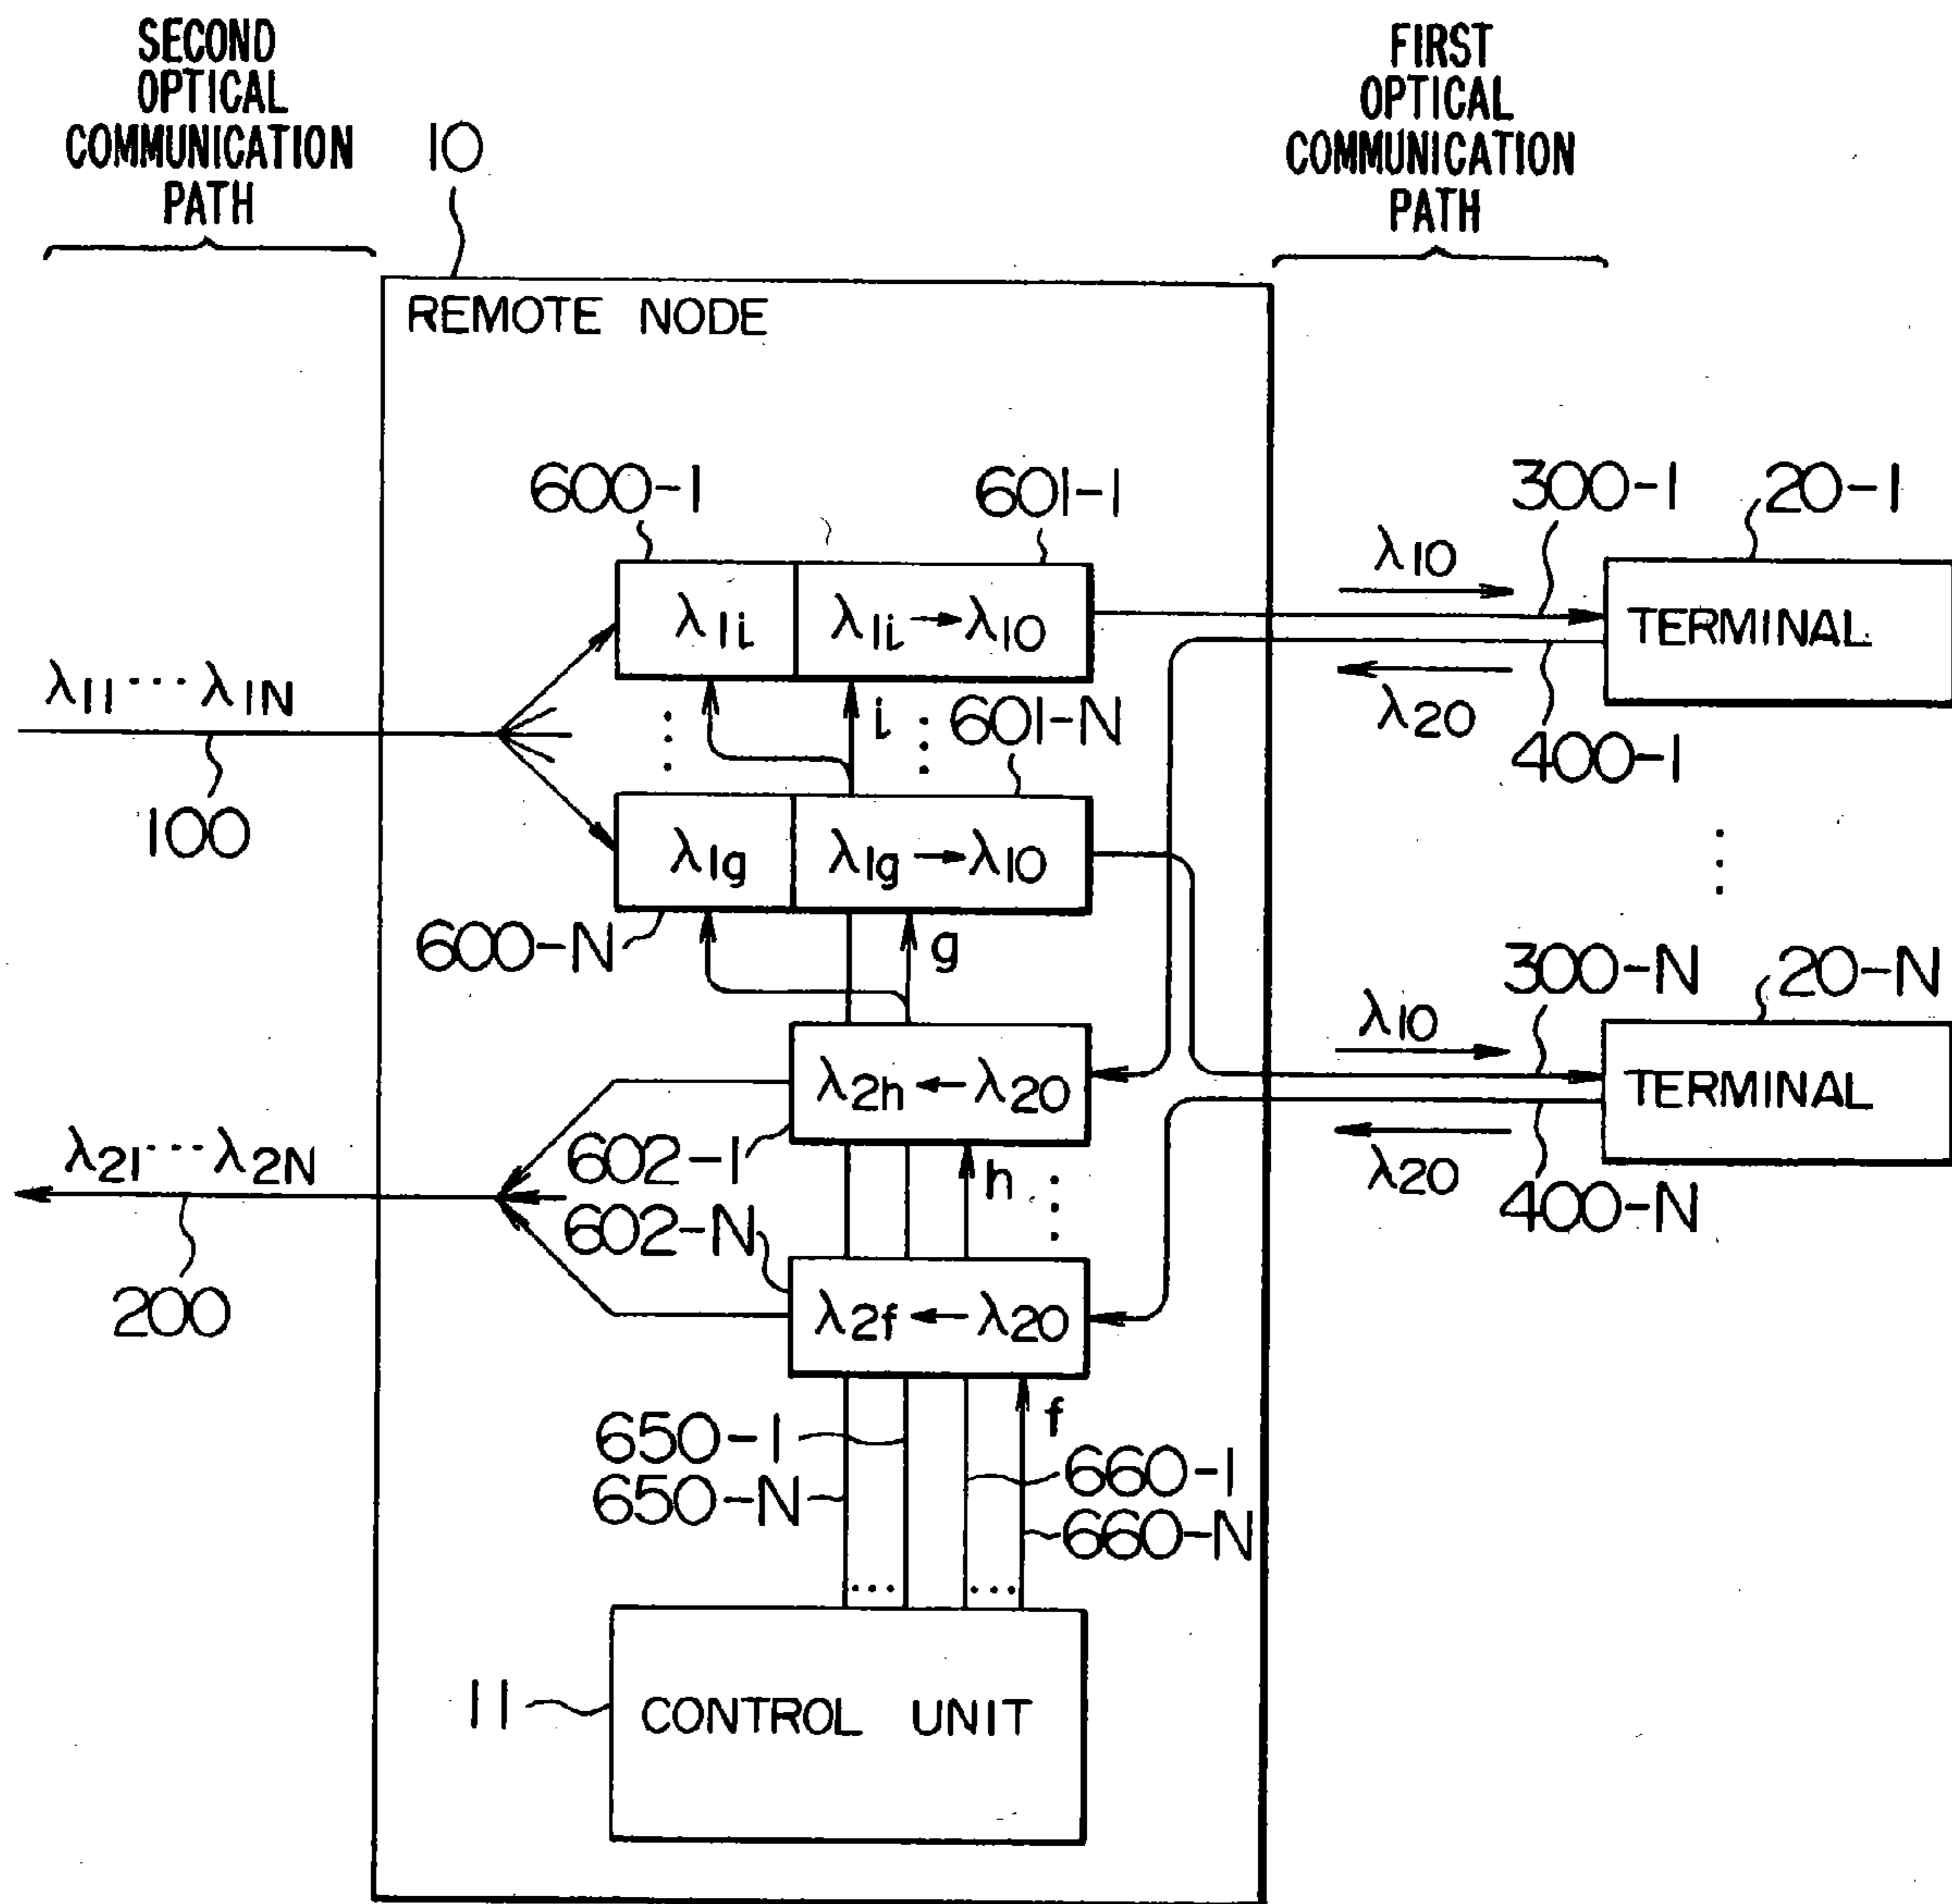 SECOND
OPTICAL
COMMUNICATION
PATH
10
FIRST
OPTICAL
COMMUNICATION
PATH
REMOTE NODE
600-1
601-1
300-1
20-1
λ1i
λ1i→λ10
λ10
TERMINAL
λ20
400-1
λ11···λ1N
100
i
601-N
λ1g
λ1g→λ10
600-N
g
300-N
20-N
λ10
TERMINAL
λ20
400-N
λ2h←λ20
602-1
h
λ21···λ2N
200
602-N
λ2f←λ20
f
650-1
650-N
660-1
660-N
11
CONTROL UNIT